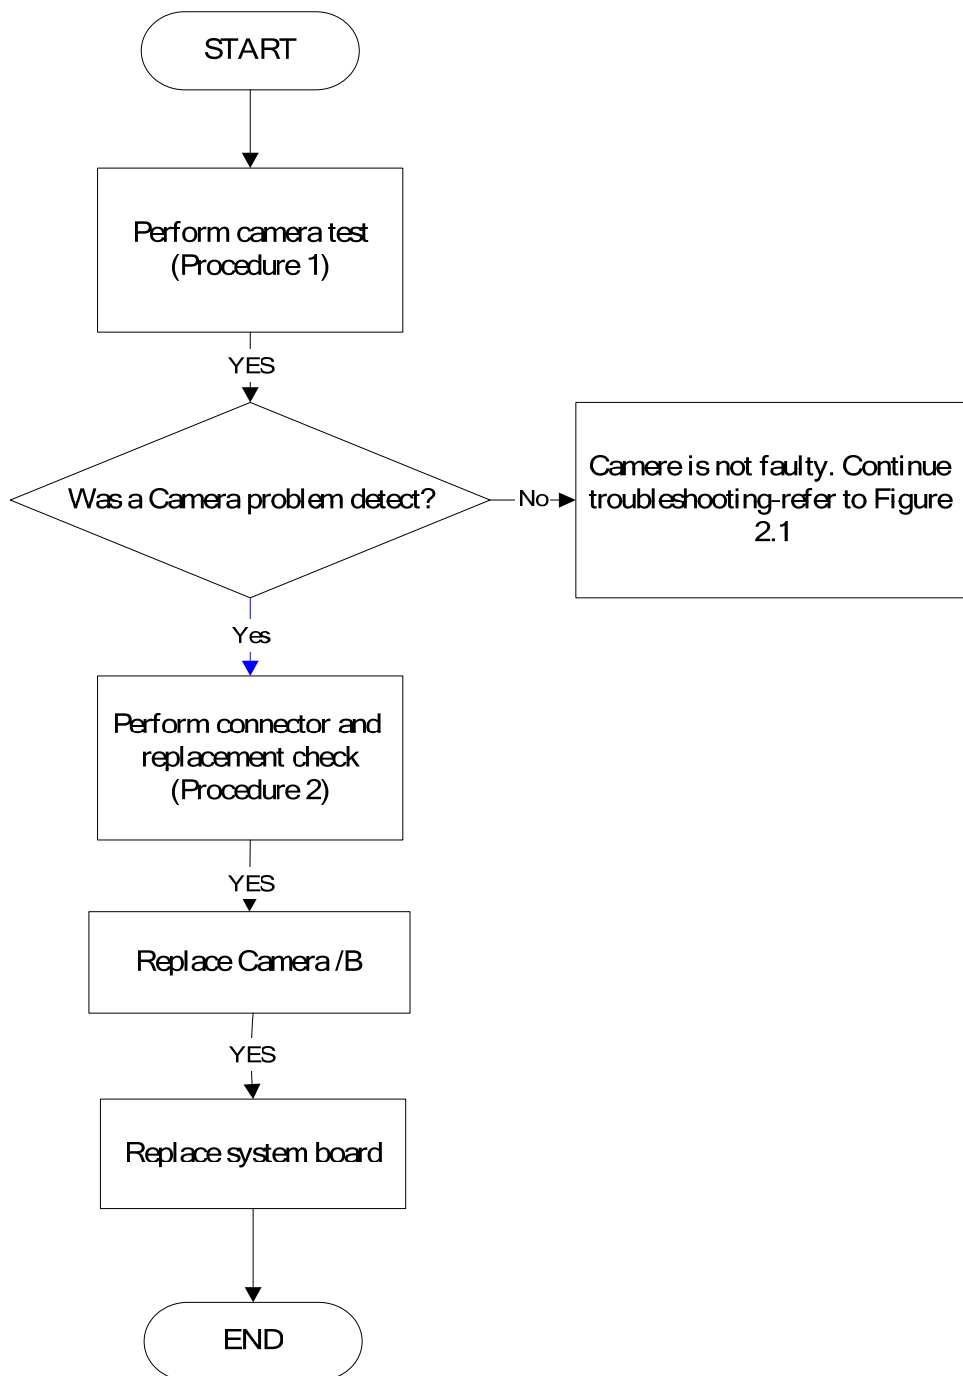 START
Perform camera test
(Procedure 1)
YES
Was a Camera problem detect?
No
Camere is not faulty. Continue
troubleshooting-refer to Figure
2.1
Yes
Perform connector and
replacement check
(Procedure 2)
YES
Replace Camera /B
YES
Replace system board
END